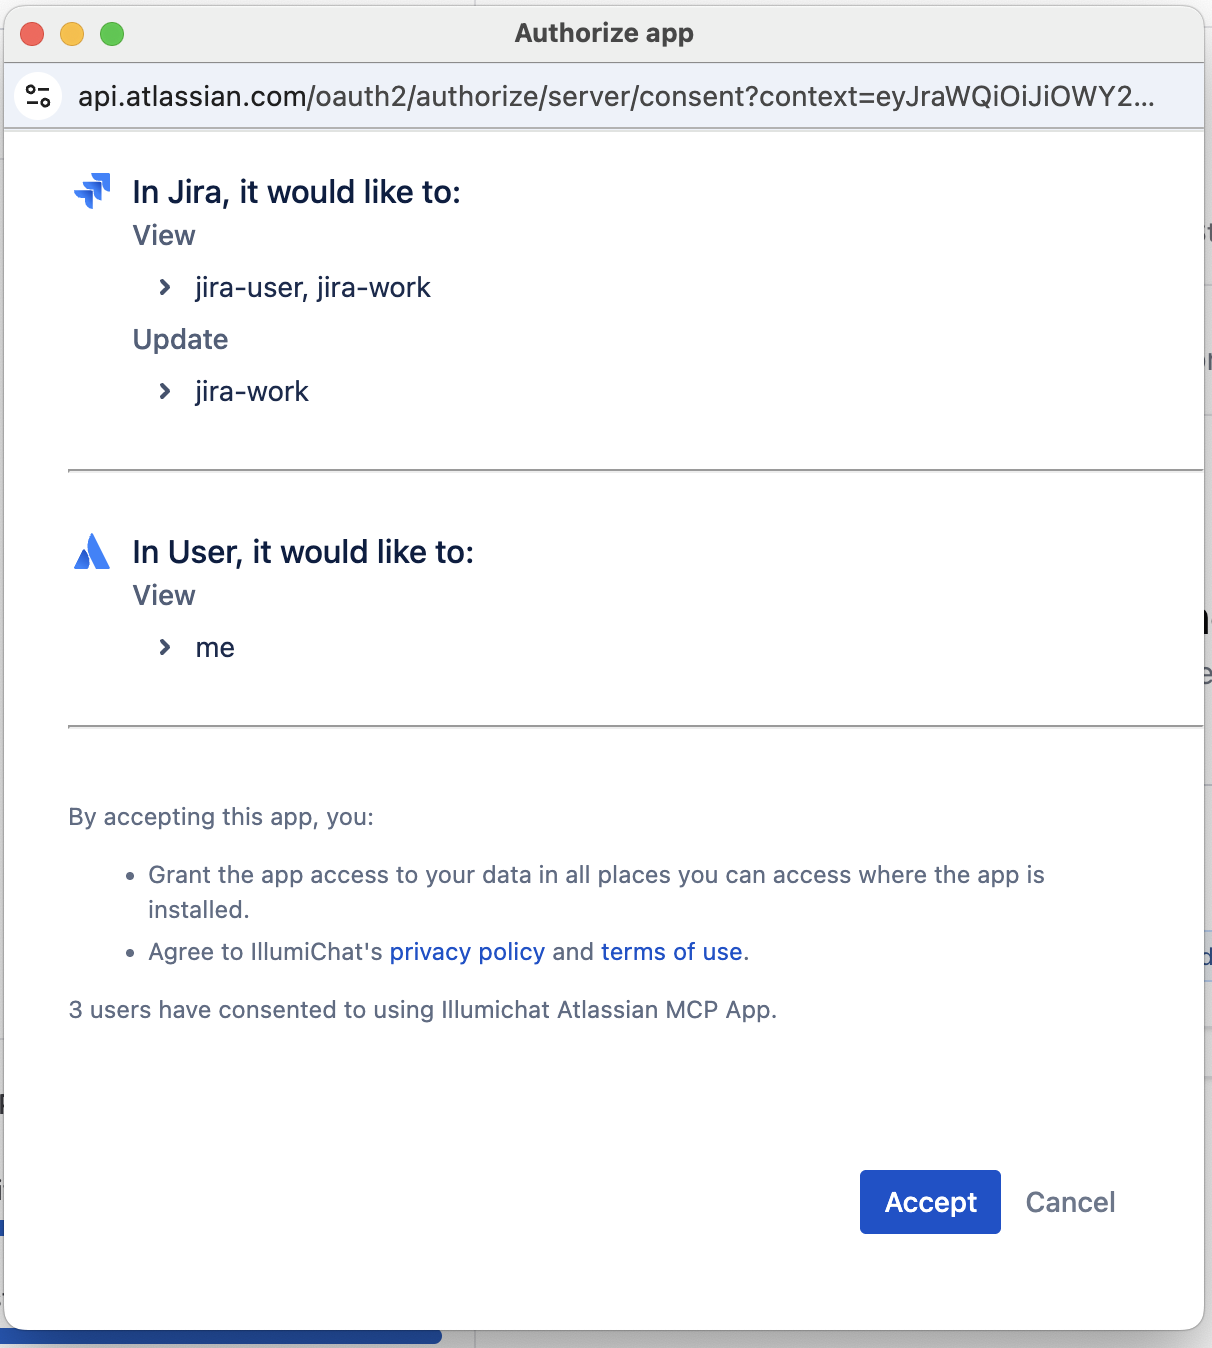 Authorize app
api.atlassian.com/oauth2/authorize/server/consent?context=eyJraWQiOiJiOWY2...
In Jira, it would like to:
View
jira-user, jira-work
Update
jira-work
In User, it would like to:
View
me
By accepting this app, you:
Grant the app access to your data in all places you can access where the app is
installed.
Agree to IllumiChat's privacy policy and terms of use.
3 users have consented to using Illumichat Atlassian MCP App.
Accept Cancel